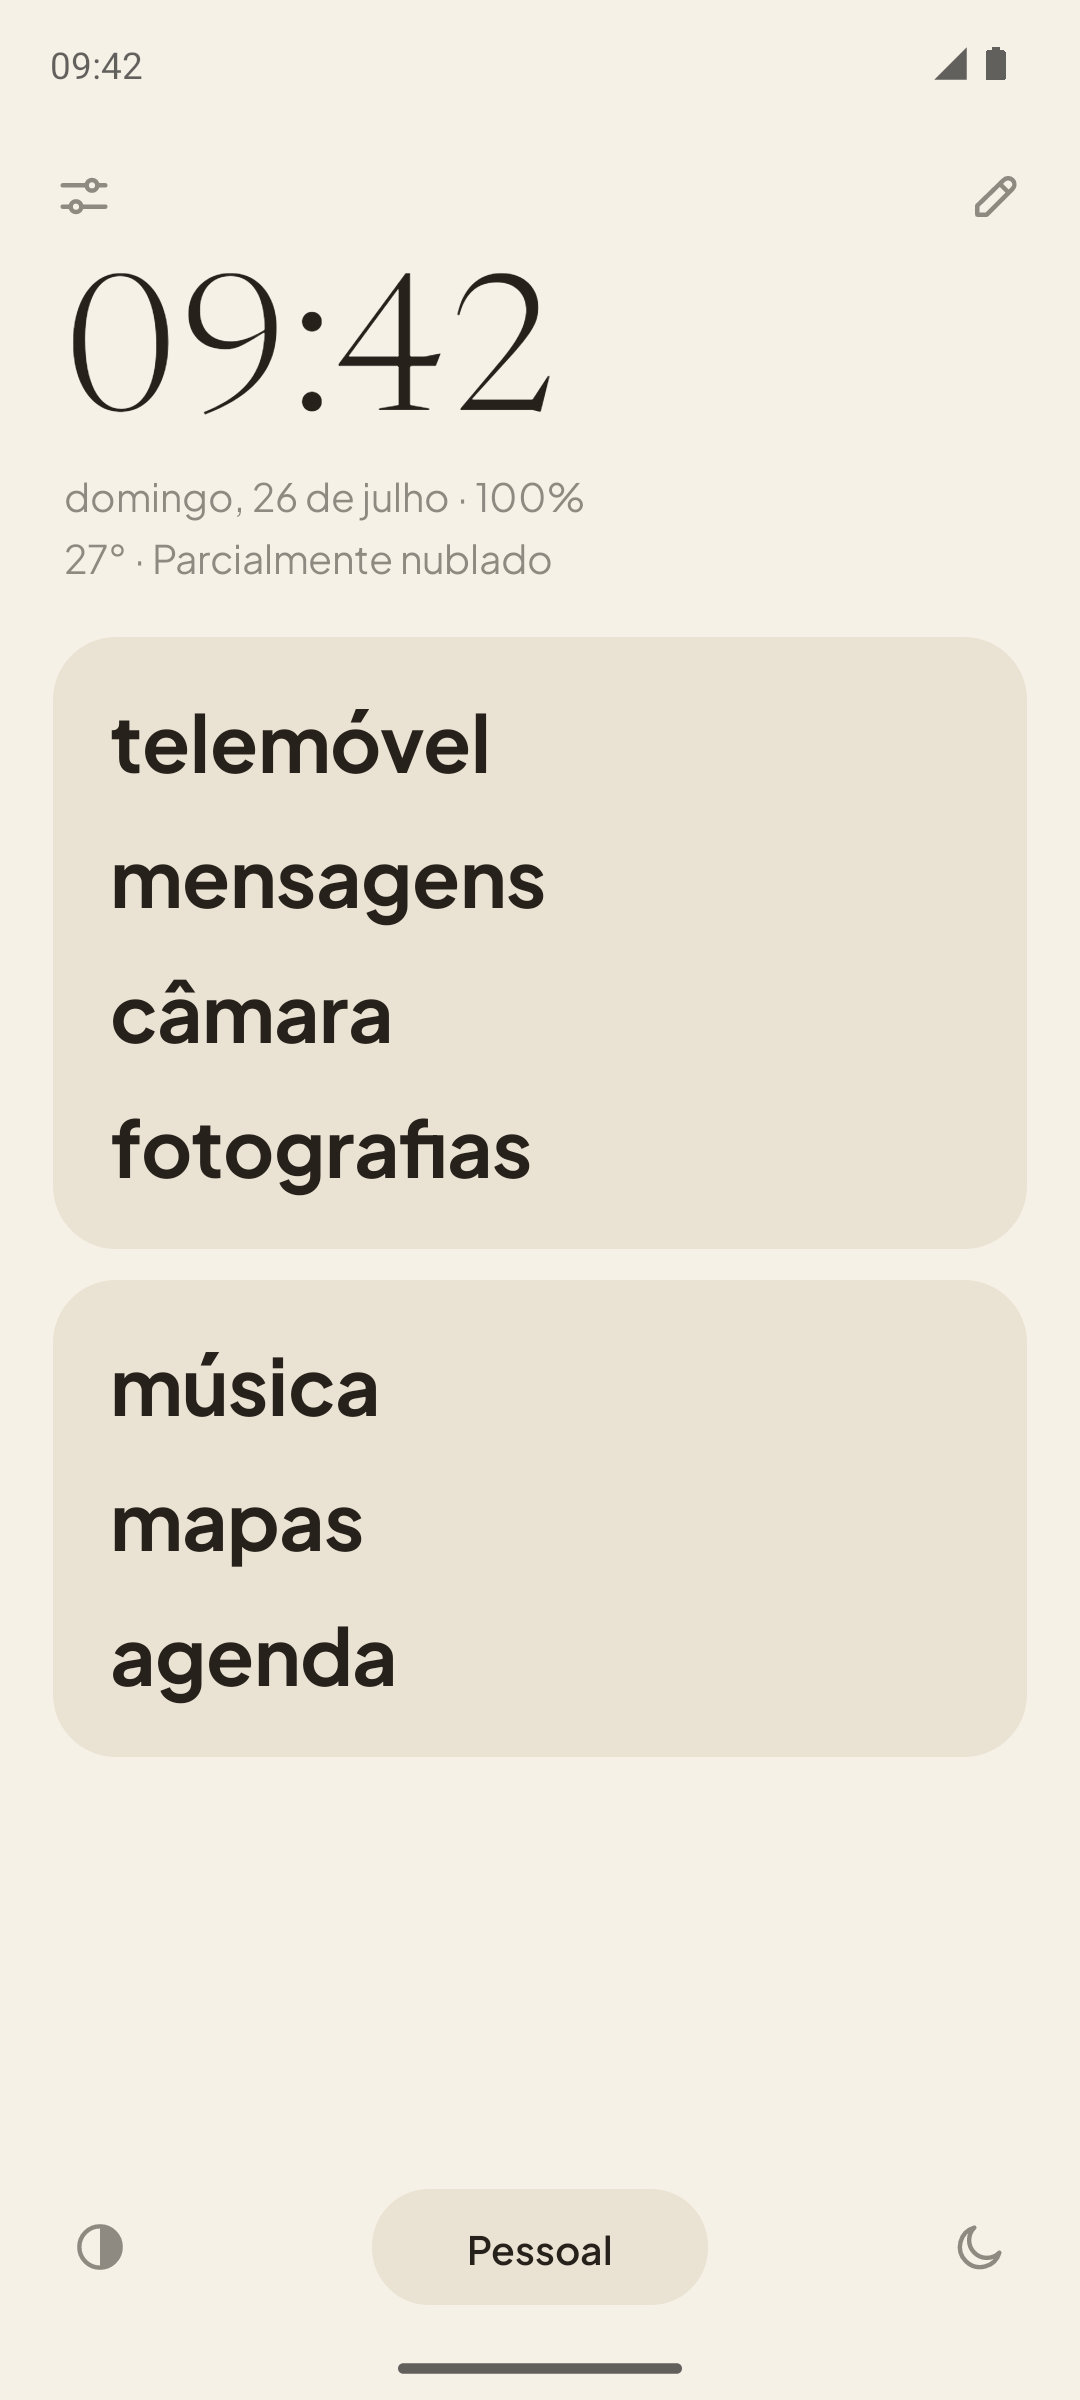 09:42
09:42
domingo, 26 de julho · 100%
27° · Parcialmente nublado
telemóvel
mensagens
câmara
fotografias
música
mapas
agenda
Pessoal